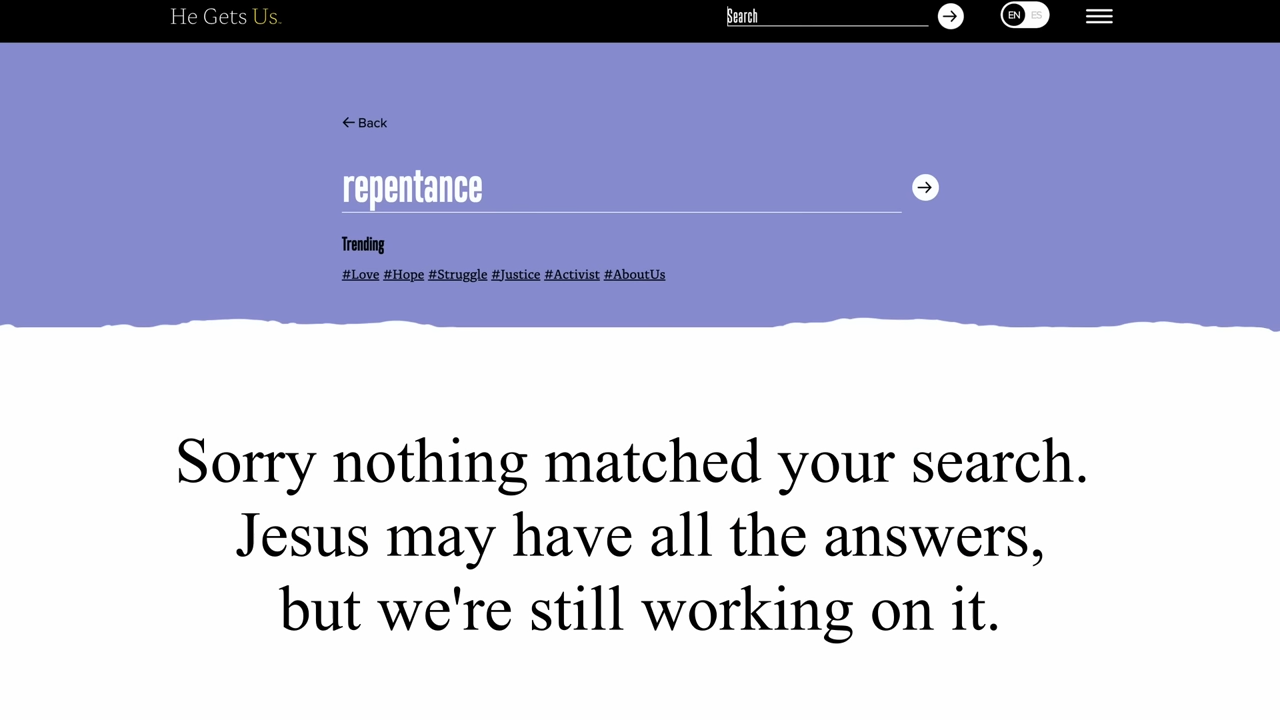 He Gets Us.
Search
EN ES
← Back
repentance
Trending
#Love #Hope #Struggle #Justice #Activist #AboutUs
Sorry nothing matched your search.
Jesus may have all the answers,
but we're still working on it.